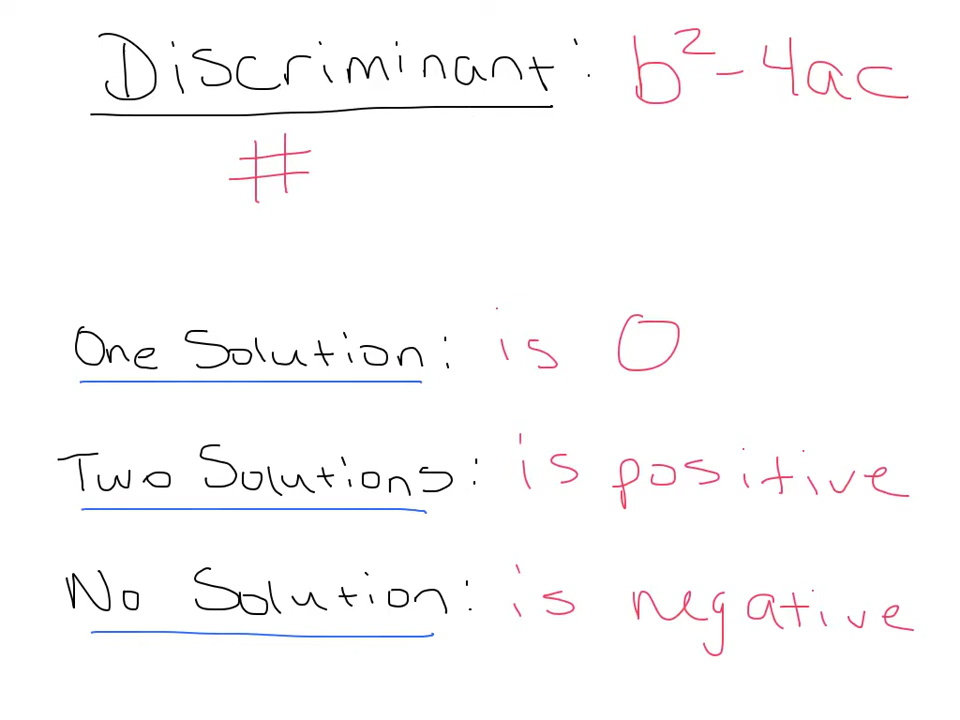 Discriminant: b²-4ac
#
One Solution: is 0
Two Solutions: is positive
No Solution: is negative